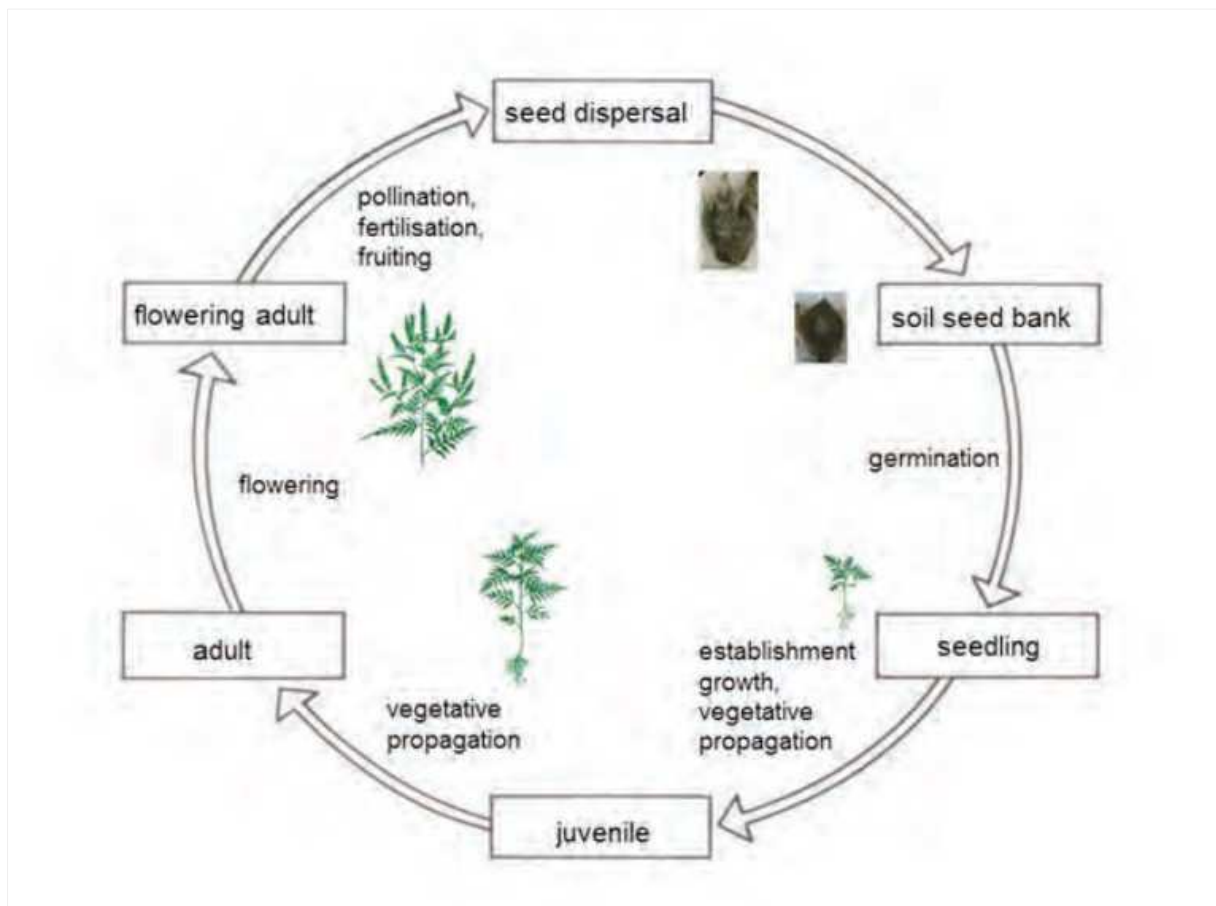 seed dispersal
pollination,
fertilisation,
fruiting
flowering adult
soil seed bank
germination
flowering
adult
seedling
establishment
growth,
vegetative
propagation
vegetative
propagation
juvenile